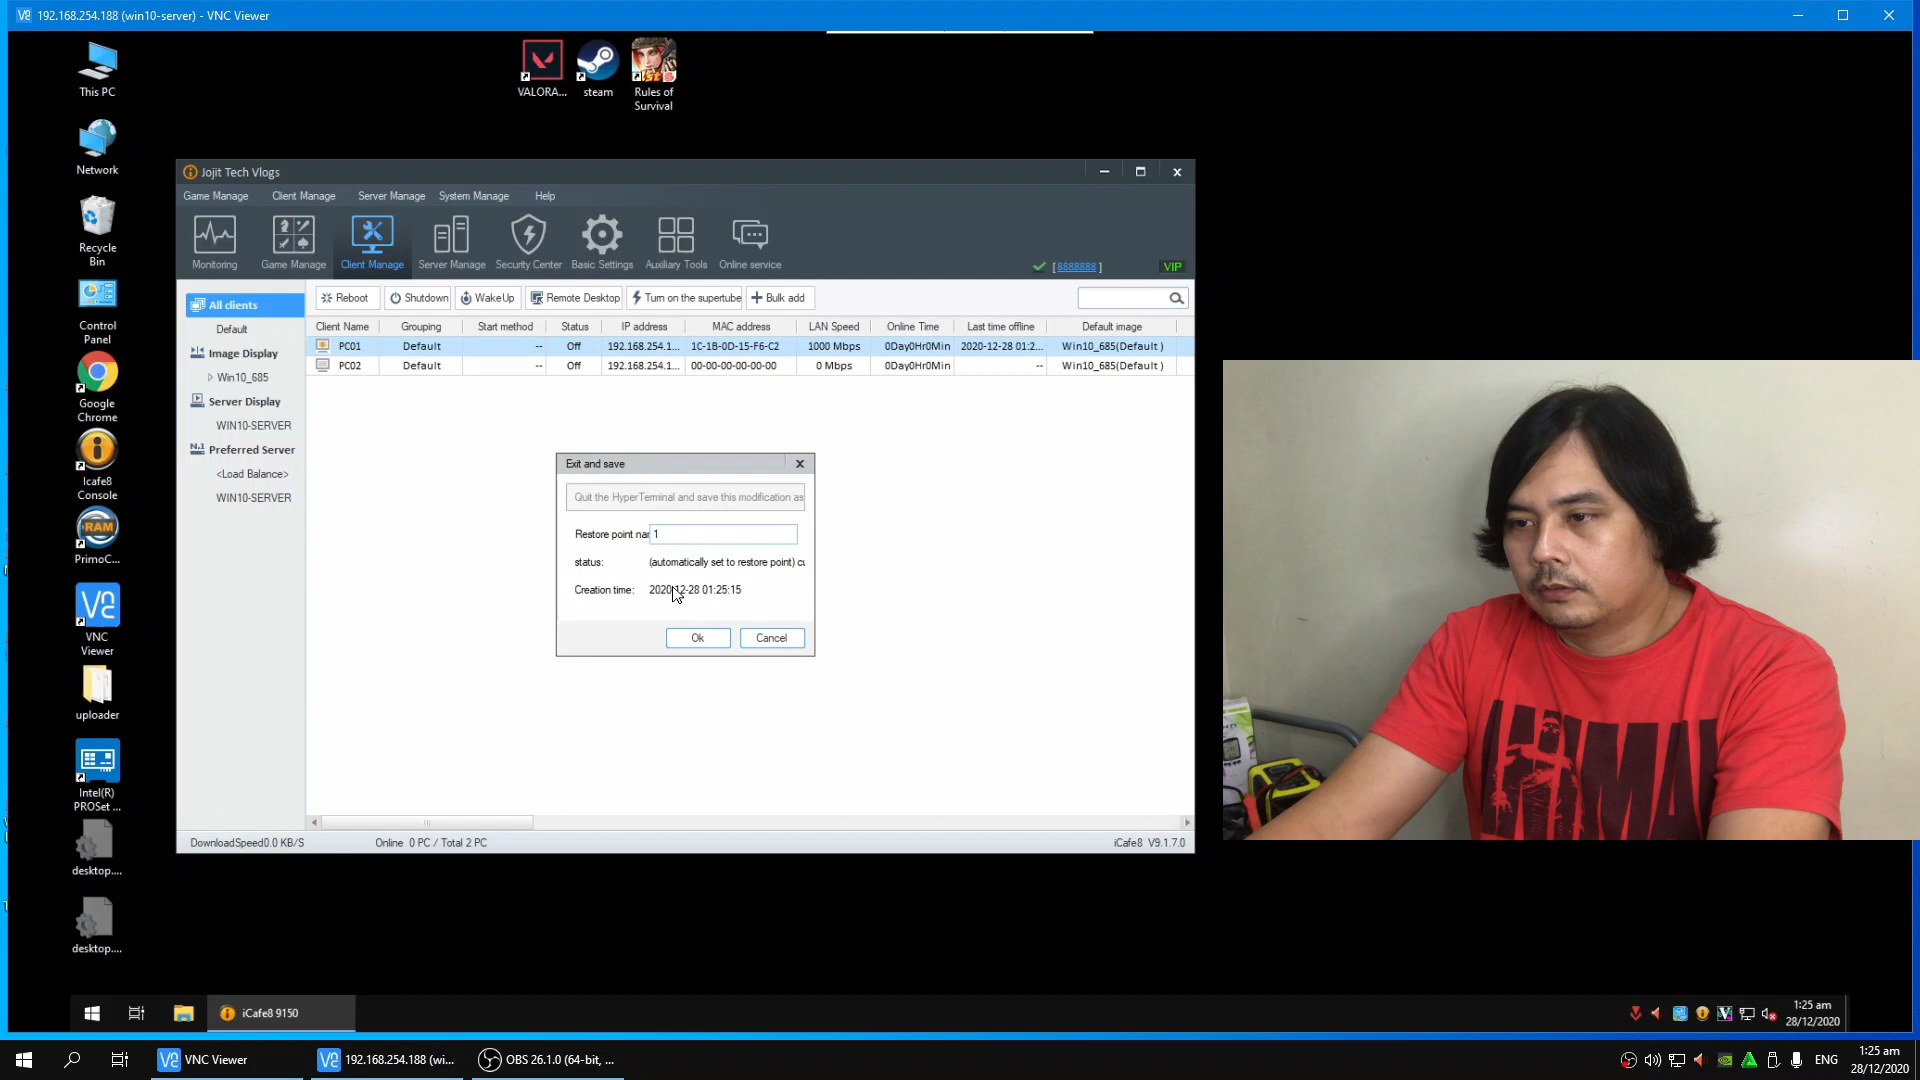 192.168.254.188 (win10-server) - VNC Viewer
This PC
VALORA...
steam
Rules of
Survival
Network
Recycle
Bin
Control
Panel
Google
Chrome
Icafe8
Console
PrimoC...
VNC
Viewer
uploader
Intel(R)
PROSet ...
desktop....
desktop....
Jojit Tech Vlogs
Game Manage
Client Manage
Server Manage
System Manage
Help
Monitoring
Game Manage
Client Manage
Server Manage
Security Center
Basic Settings
Auxiliary Tools
Online service
[8888888]
VIP
All clients
Default
Image Display
Win10_685
Server Display
WIN10-SERVER
Preferred Server
<Load Balance>
WIN10-SERVER
Reboot
Shutdown
WakeUp
Remote Desktop
Turn on the supertube
Bulk add
Client Name Grouping Start method Status IP address MAC address LAN Speed Online Time Last time offline Default image
PC01 Default -- Off 192.168.254.1... 1C-1B-0D-15-F6-C2 1000 Mbps 0Day0Hr0Min 2020-12-28 01:2... Win10_685(Default )
PC02 Default -- Off 192.168.254.1... 00-00-00-00-00-00 0 Mbps 0Day0Hr0Min -- Win10_685(Default )
Exit and save
Quit the HyperTerminal and save this modification as
Restore point nar 1
status: (automatically set to restore point) cu
Creation time: 2020-12-28 01:25:15
Ok
Cancel
DownloadSpeed0.0 KB/S
Online 0 PC / Total 2 PC
iCafe8 V9.1.7.0
iCafe8 9150
1:25 am
28/12/2020
VNC Viewer
192.168.254.188 (wi...
OBS 26.1.0 (64-bit, ...
ENG
1:25 am
28/12/2020